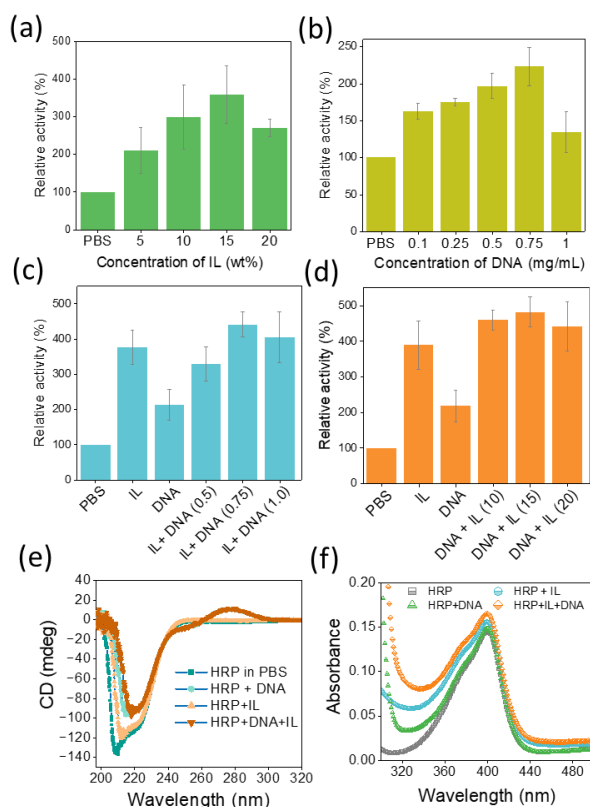 (a)
500
400
300
200
100
0
Relative activity (%)
PBS
5
10
15
20
Concentration of IL (wt%)
(b)
250
200
150
100
50
0
Relative activity (%)
PBS
0.1
0.25
0.5
0.75
1
Concentration of DNA (mg/mL)
(c)
400
300
200
100
0
Relative activity (%)
PBS
IL
DNA
IL+ DNA (0.5)
IL+ DNA (0.75)
IL+ DNA (1.0)
(d)
500
400
300
200
100
0
Relative activity (%)
PBS
IL
DNA
DNA + IL (10)
DNA + IL (15)
DNA + IL (20)
(e)
40
20
0
-20
-40
-60
-80
-100
-120
-140
CD (mdeg)
HRP in PBS
HRP + DNA
HRP+IL
HRP+DNA+IL
200
220
240
260
280
300
320
Wavelength (nm)
(f)
0.20
0.15
0.10
0.05
0.00
Absorbance
HRP
HRP + IL
HRP+DNA
HRP+IL+DNA
320
360
400
440
480
Wavelength (nm)